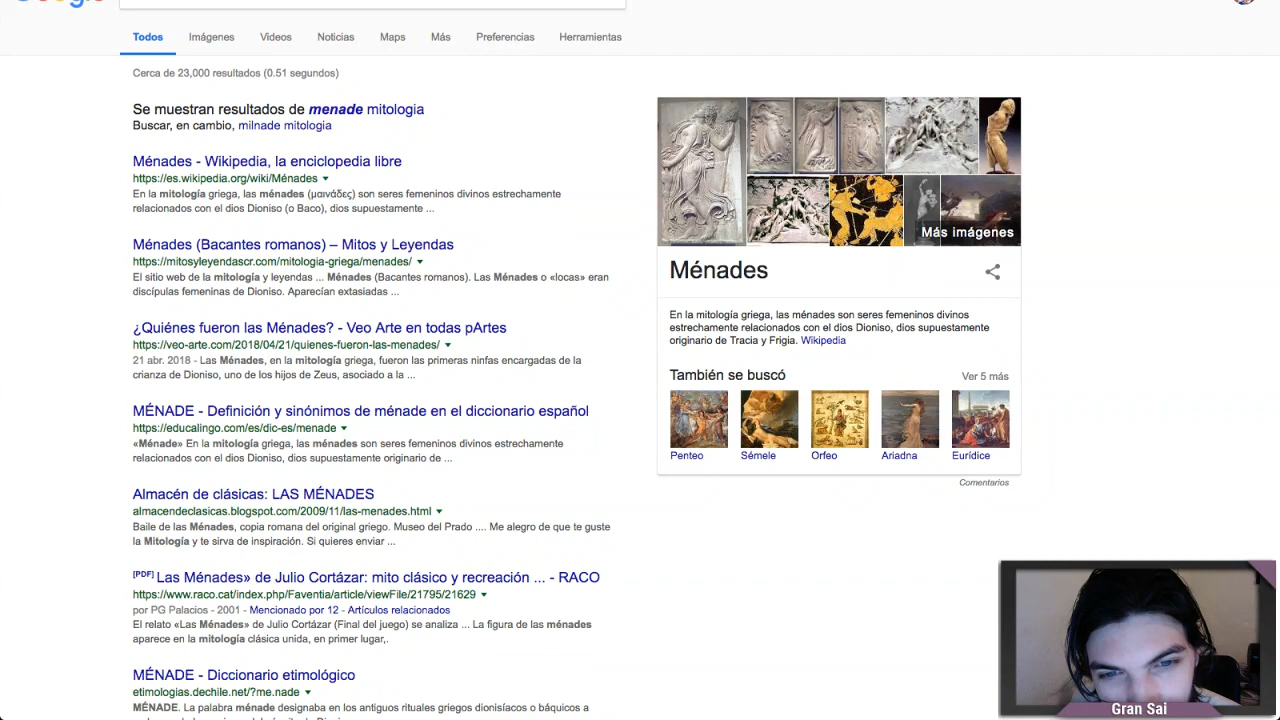 Google
Todos Imágenes Videos Noticias Maps Más Preferencias Herramientas
Cerca de 23,000 resultados (0.51 segundos)
Se muestran resultados de menade mitologia
Buscar, en cambio, milnade mitologia
Ménades - Wikipedia, la enciclopedia libre
https://es.wikipedia.org/wiki/Ménades
En la mitología griega, las ménades (μαινάδες) son seres femeninos divinos estrechamente
relacionados con el dios Dioniso (o Baco), dios supuestamente ...
Ménades (Bacantes romanos) – Mitos y Leyendas
https://mitosyleyendascr.com/mitologia-griega/menades/
El sitio web de la mitología y leyendas ... Ménades (Bacantes romanos). Las Ménades o «locas» eran
discípulas femeninas de Dioniso. Aparecían extasiadas ...
¿Quiénes fueron las Ménades? - Veo Arte en todas pArtes
https://veo-arte.com/2018/04/21/quienes-fueron-las-menades/
21 abr. 2018 - Las Ménades, en la mitología griega, fueron las primeras ninfas encargadas de la
crianza de Dioniso, uno de los hijos de Zeus, asociado a la ...
MÉNADE - Definición y sinónimos de ménade en el diccionario español
https://educalingo.com/es/dic-es/menade
«Ménade» En la mitología griega, las ménades son seres femeninos divinos estrechamente
relacionados con el dios Dioniso, dios supuestamente originario de ...
Almacén de clásicas: LAS MÉNADES
almacendeclasicas.blogspot.com/2009/11/las-menades.html
Baile de las Ménades, copia romana del original griego. Museo del Prado .... Me alegro de que te guste
la Mitología y te sirva de inspiración. Si quieres enviar ...
[PDF] Las Ménades» de Julio Cortázar: mito clásico y recreación ... - RACO
https://www.raco.cat/index.php/Faventia/article/viewFile/21795/21629
por PG Palacios - 2001 - Mencionado por 12 - Artículos relacionados
El relato «Las Ménades» de Julio Cortázar (Final del juego) se analiza ... La figura de las ménades
aparece en la mitología clásica unida, en primer lugar,.
MÉNADE - Diccionario etimológico
etimologias.dechile.net/?me.nade
MÉNADE. La palabra ménade designaba en los antiguos rituales griegos dionisíacos o báquicos a
Más imágenes
Ménades
En la mitología griega, las ménades son seres femeninos divinos
estrechamente relacionados con el dios Dioniso, dios supuestamente
originario de Tracia y Frigia. Wikipedia
También se buscó Ver 5 más
Penteo Sémele Orfeo Ariadna Eurídice
Comentarios
Gran Sai